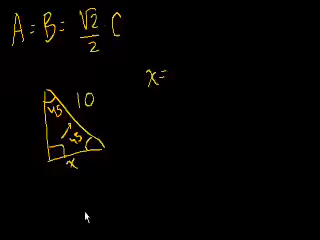 A = B = √2/2 C
x=
10
45
45
x